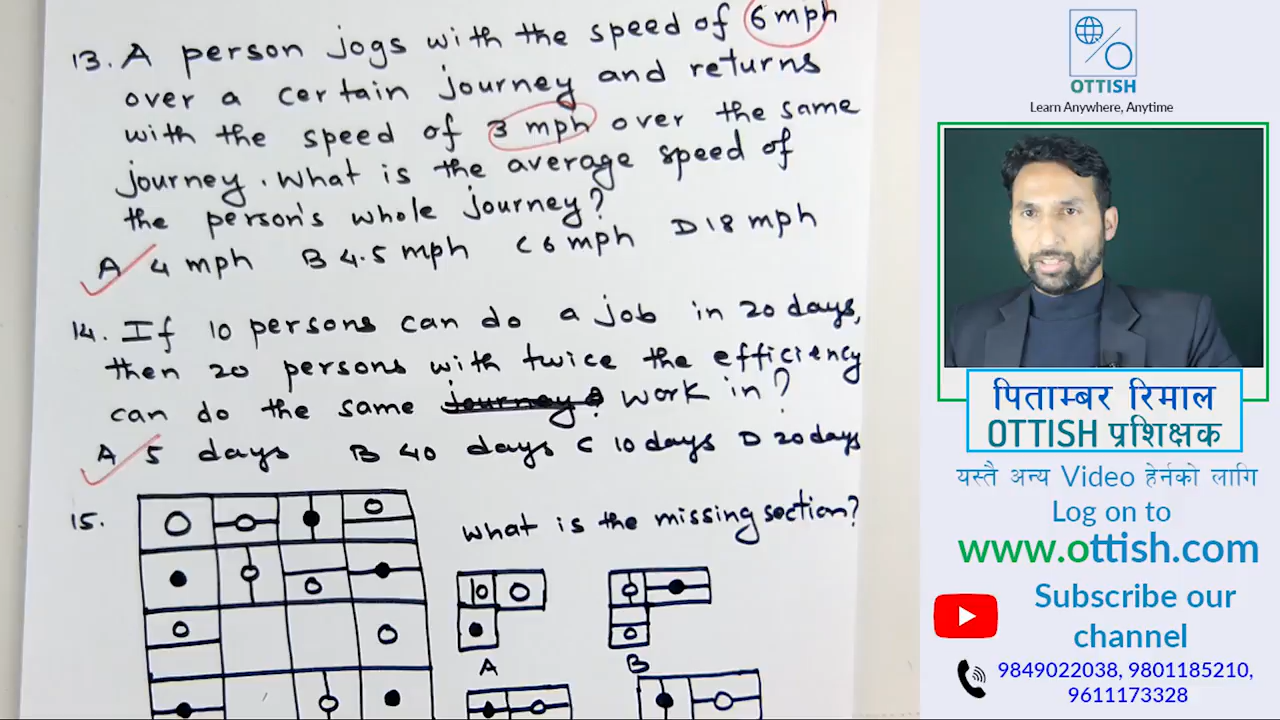 13. A person jogs with the speed of 6 mph
over a certain journey and returns
with the speed of 3 mph over the same
journey. What is the average speed of
the person's whole journey?
A 4 mph B 4.5 mph C 6 mph D 18 mph
14. If 10 persons can do a job in 20 days,
then 20 persons with twice the efficiency
can do the same journey? work in?
A 5 days B 40 days C 10 days D 20 days
15.
What is the missing section?
A
B
OTTISH
Learn Anywhere, Anytime
पिताम्बर रिमाल
OTTISH प्रशिक्षक
यस्तै अन्य Video हेर्नको लागि
Log on to
www.ottish.com
Subscribe our
channel
9849022038, 9801185210,
9611173328